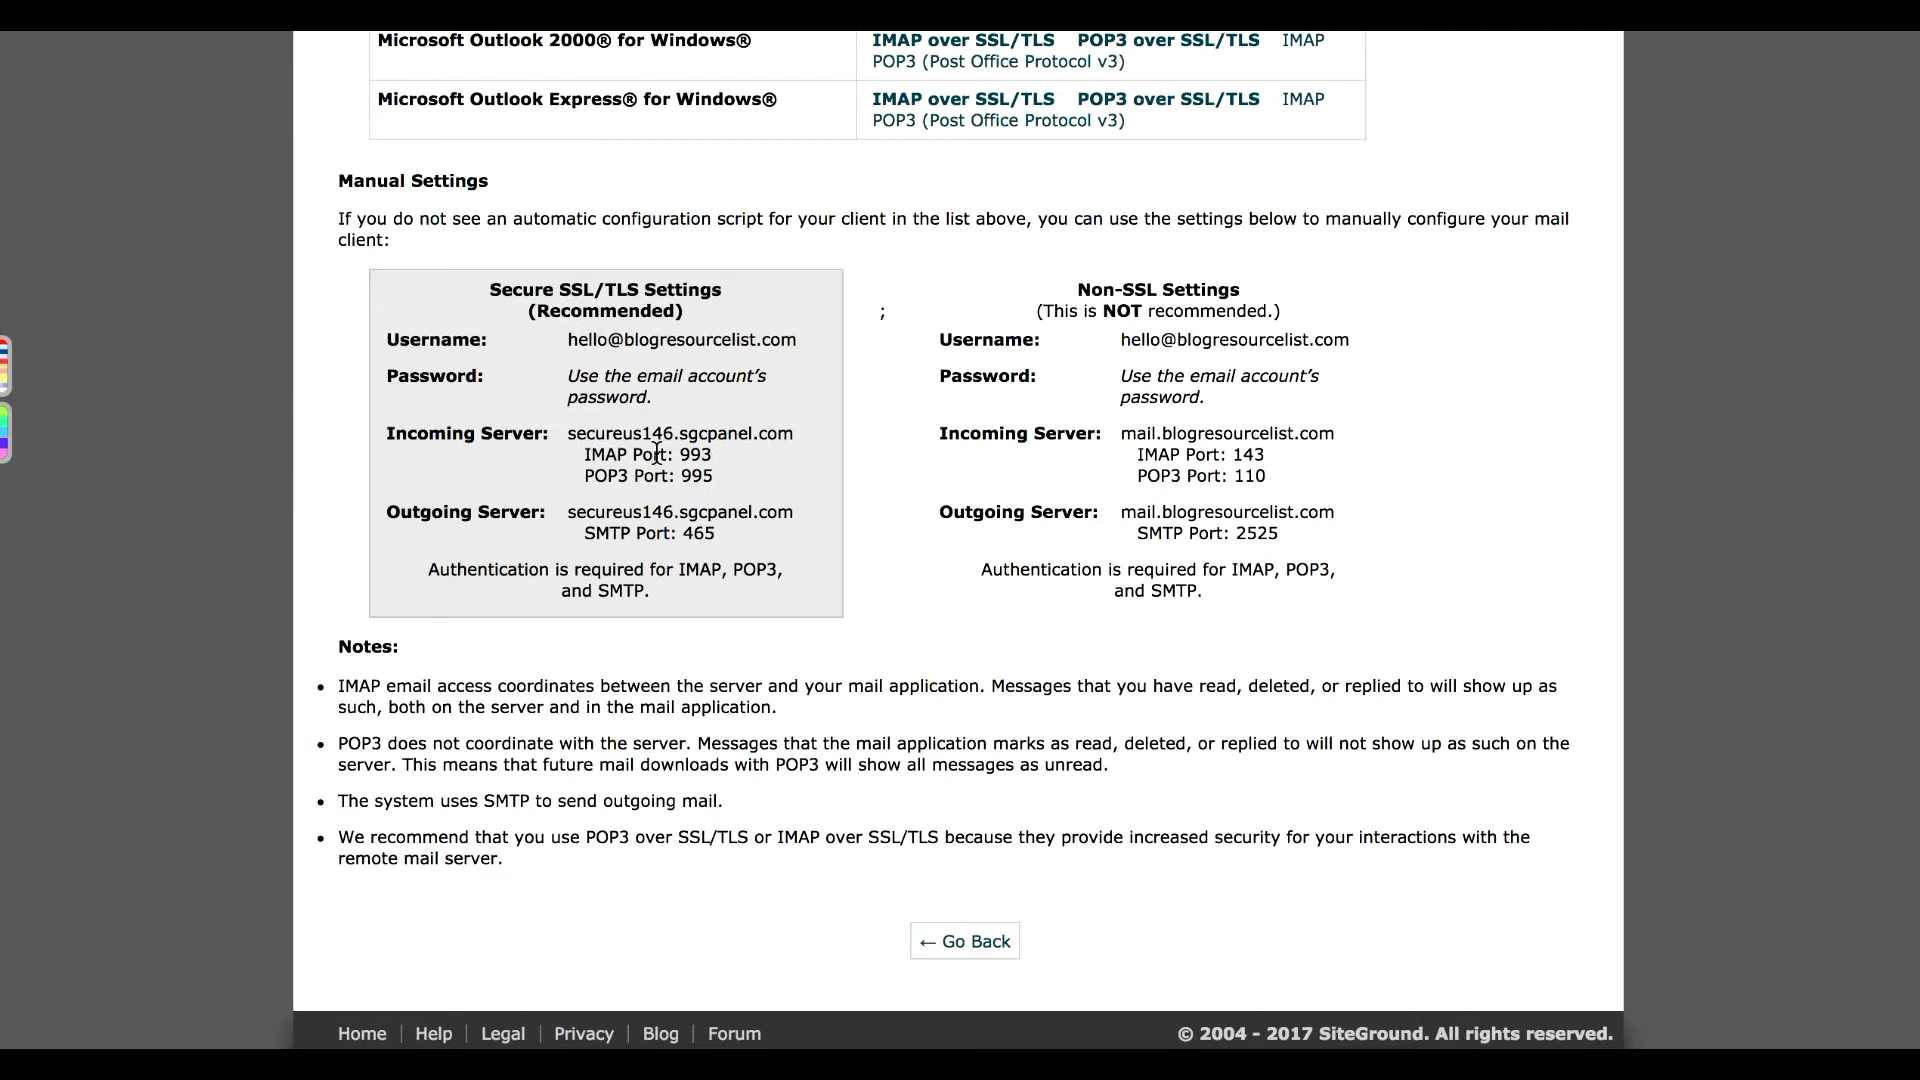 Microsoft Outlook 2000® for Windows® IMAP over SSL/TLS POP3 over SSL/TLS IMAP
POP3 (Post Office Protocol v3)
Microsoft Outlook Express® for Windows® IMAP over SSL/TLS POP3 over SSL/TLS IMAP
POP3 (Post Office Protocol v3)
Manual Settings
If you do not see an automatic configuration script for your client in the list above, you can use the settings below to manually configure your mail
client:
Secure SSL/TLS Settings
(Recommended)
Username: hello@blogresourcelist.com
Password: Use the email account's
password.
Incoming Server: secureus146.sgcpanel.com
IMAP Port: 993
POP3 Port: 995
Outgoing Server: secureus146.sgcpanel.com
SMTP Port: 465
Authentication is required for IMAP, POP3,
and SMTP.
;
Non-SSL Settings
(This is NOT recommended.)
Username: hello@blogresourcelist.com
Password: Use the email account's
password.
Incoming Server: mail.blogresourcelist.com
IMAP Port: 143
POP3 Port: 110
Outgoing Server: mail.blogresourcelist.com
SMTP Port: 2525
Authentication is required for IMAP, POP3,
and SMTP.
Notes:
• IMAP email access coordinates between the server and your mail application. Messages that you have read, deleted, or replied to will show up as
such, both on the server and in the mail application.
• POP3 does not coordinate with the server. Messages that the mail application marks as read, deleted, or replied to will not show up as such on the
server. This means that future mail downloads with POP3 will show all messages as unread.
• The system uses SMTP to send outgoing mail.
• We recommend that you use POP3 over SSL/TLS or IMAP over SSL/TLS because they provide increased security for your interactions with the
remote mail server.
← Go Back
Home | Help | Legal | Privacy | Blog | Forum © 2004 - 2017 SiteGround. All rights reserved.